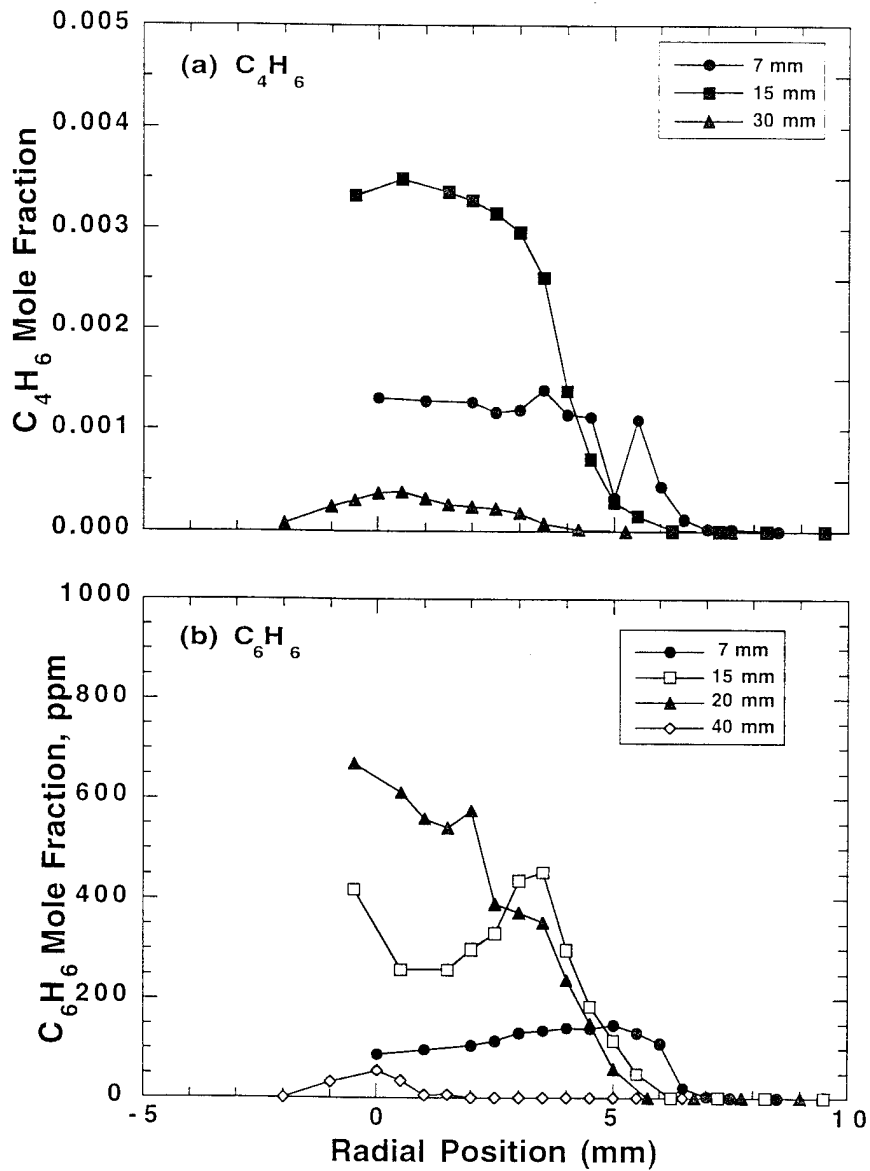 0.005
(a) C4H6
7 mm
15 mm
30 mm
0.004
0.003
0.002
0.001
0.000
C4H6 Mole Fraction
1000
(b) C6H6
7 mm
15 mm
20 mm
40 mm
800
600
400
200
0
C6H6 Mole Fraction, ppm
-5
0
5
10
Radial Position (mm)